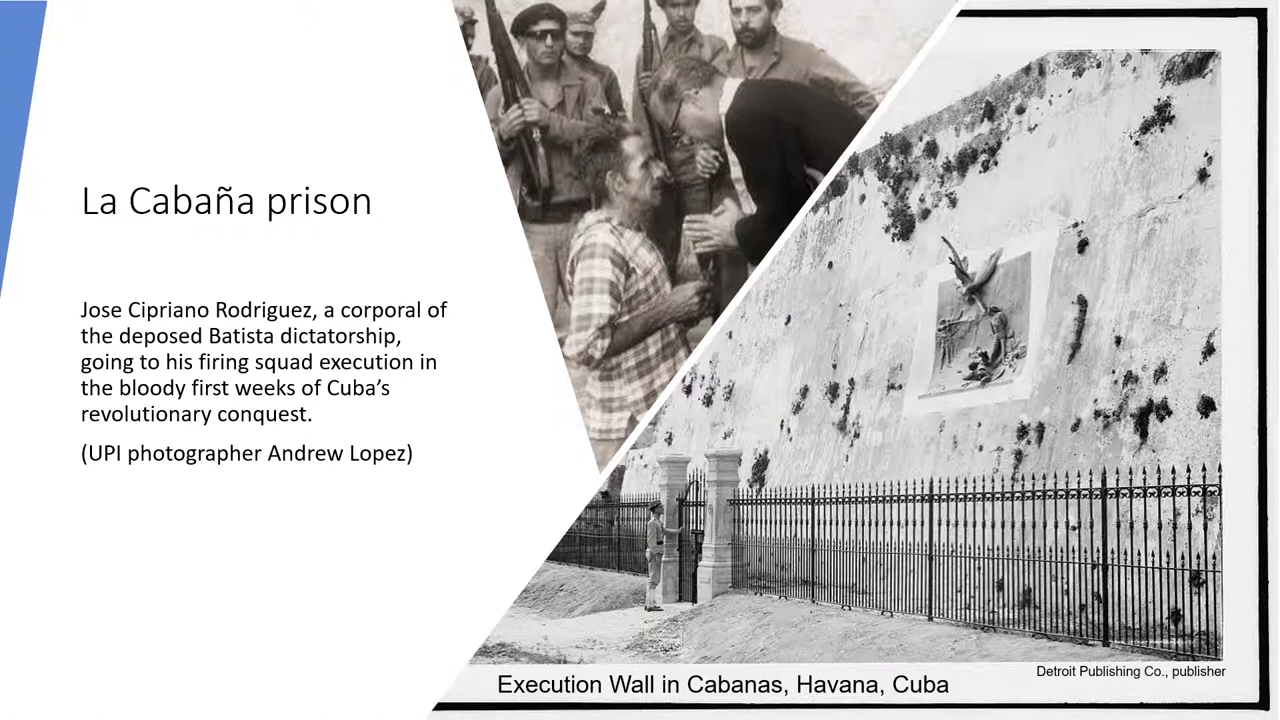 La Cabaña prison
Jose Cipriano Rodriguez, a corporal of
the deposed Batista dictatorship,
going to his firing squad execution in
the bloody first weeks of Cuba’s
revolutionary conquest.
(UPI photographer Andrew Lopez)
Detroit Publishing Co., publisher
Execution Wall in Cabanas, Havana, Cuba